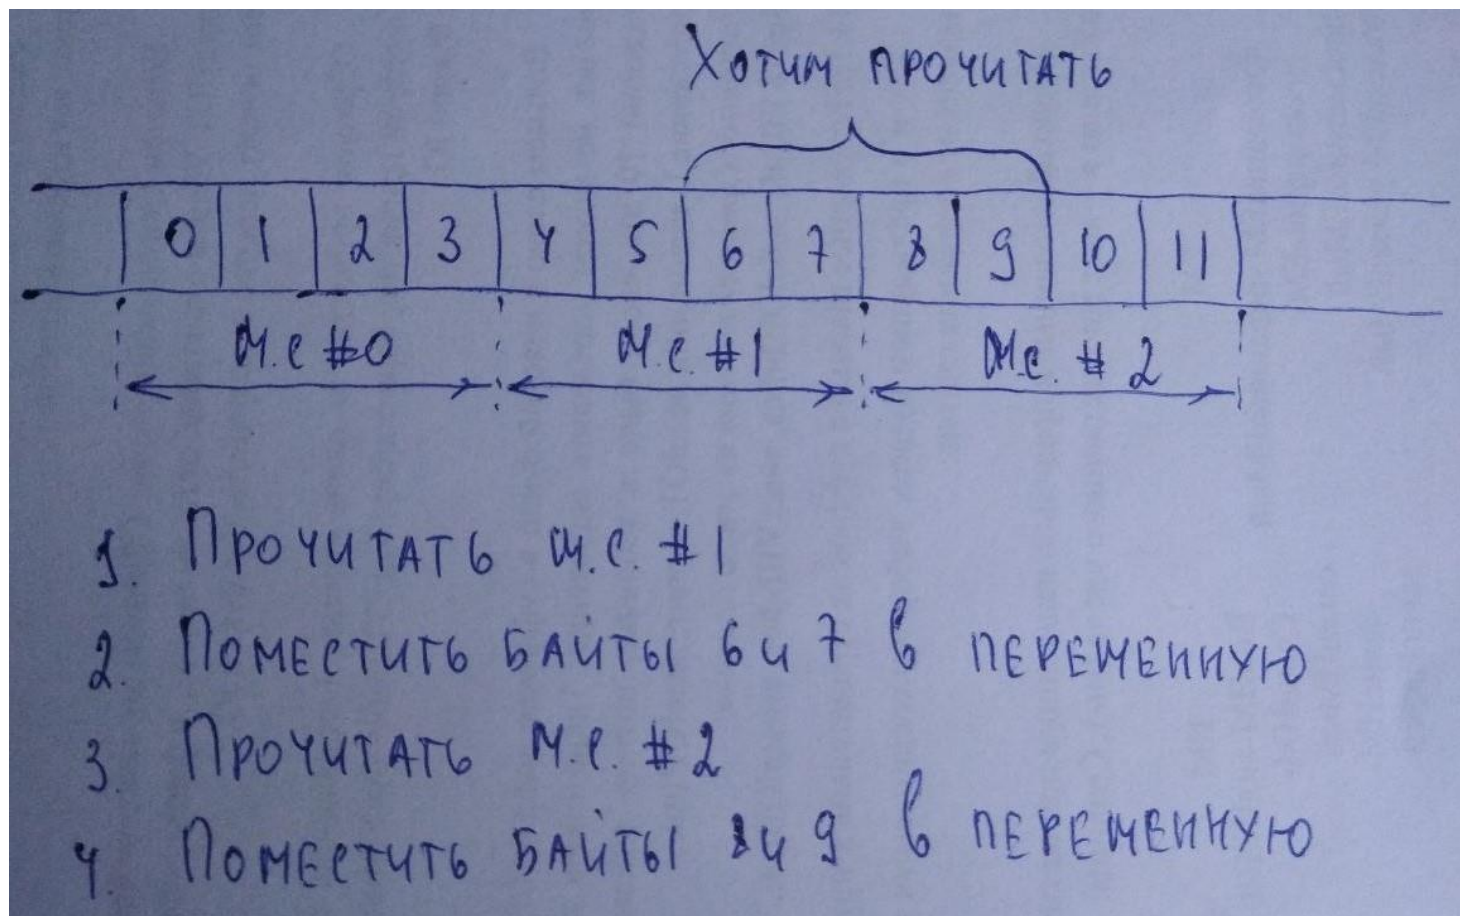 Хотим прочитать
0 1 2 3 4 5 6 7 8 9 10 11
М.С #0 М.С. #1 М.С. #2
1. Прочитать М.С. #1
2. Поместить байты 6 и 7 в переменную
3. Прочитать М.С. #2
4. Поместить байты 8 и 9 в переменную